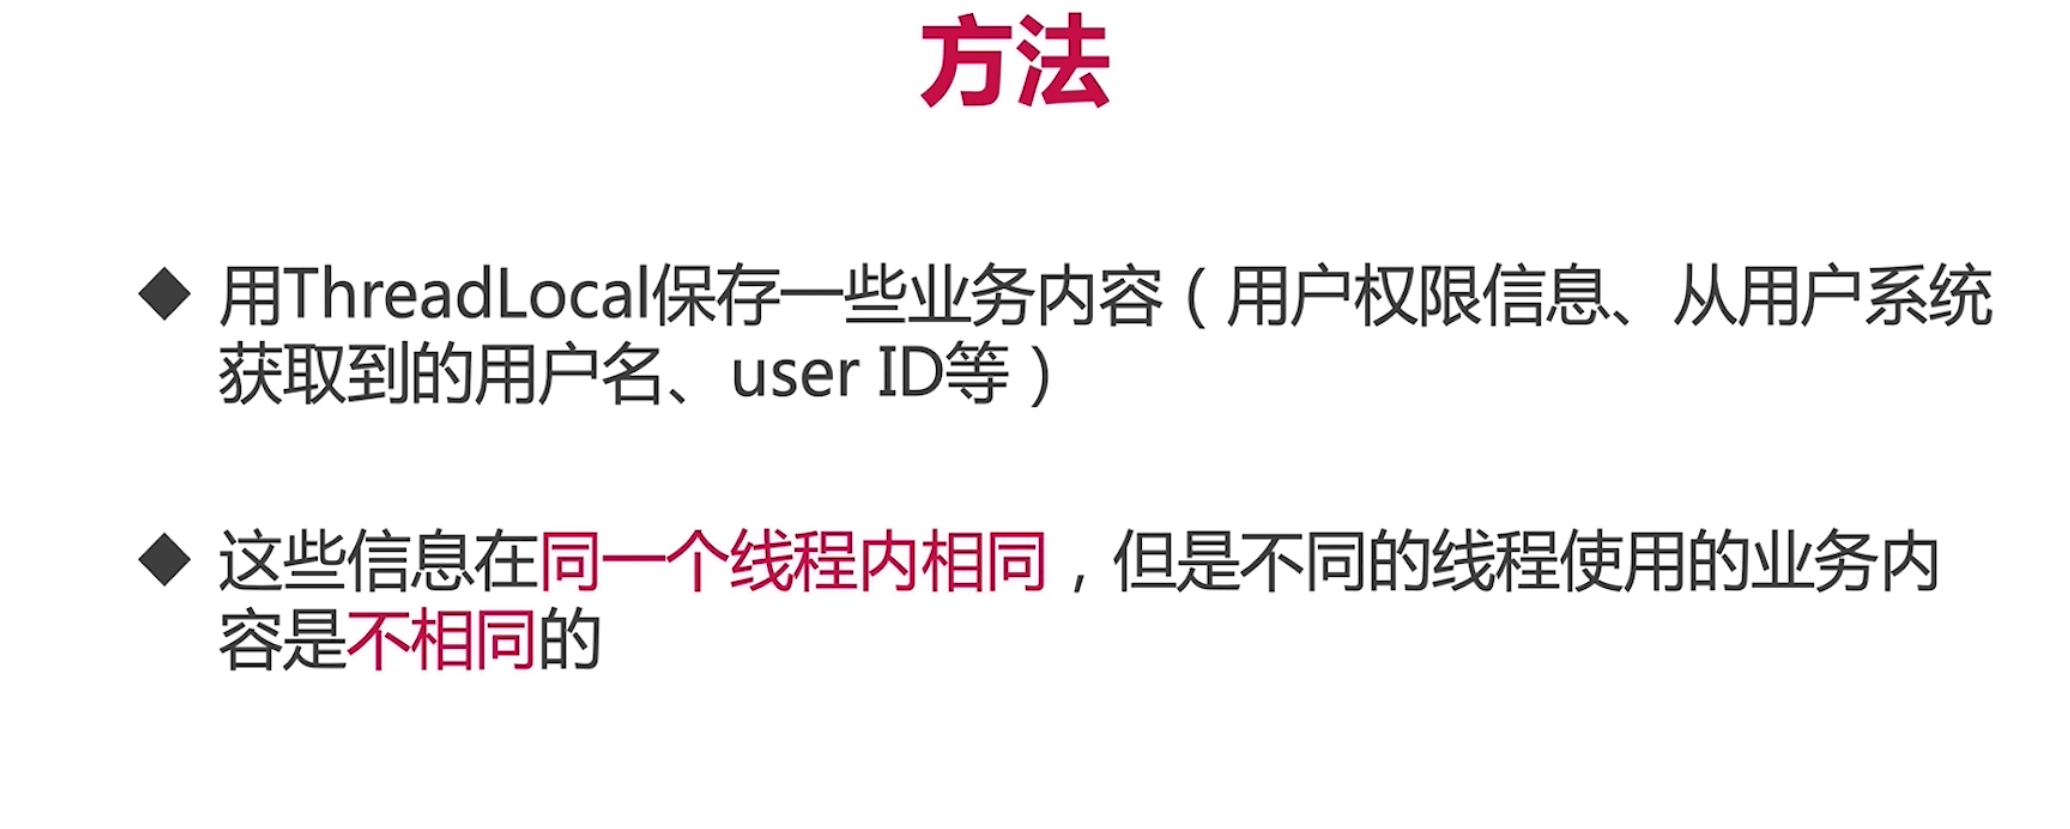 方法
◆ 用ThreadLocal保存一些业务内容（用户权限信息、从用户系统
获取到的用户名、user ID等）
◆ 这些信息在同一个线程内相同，但是不同的线程使用的业务内
容是不相同的